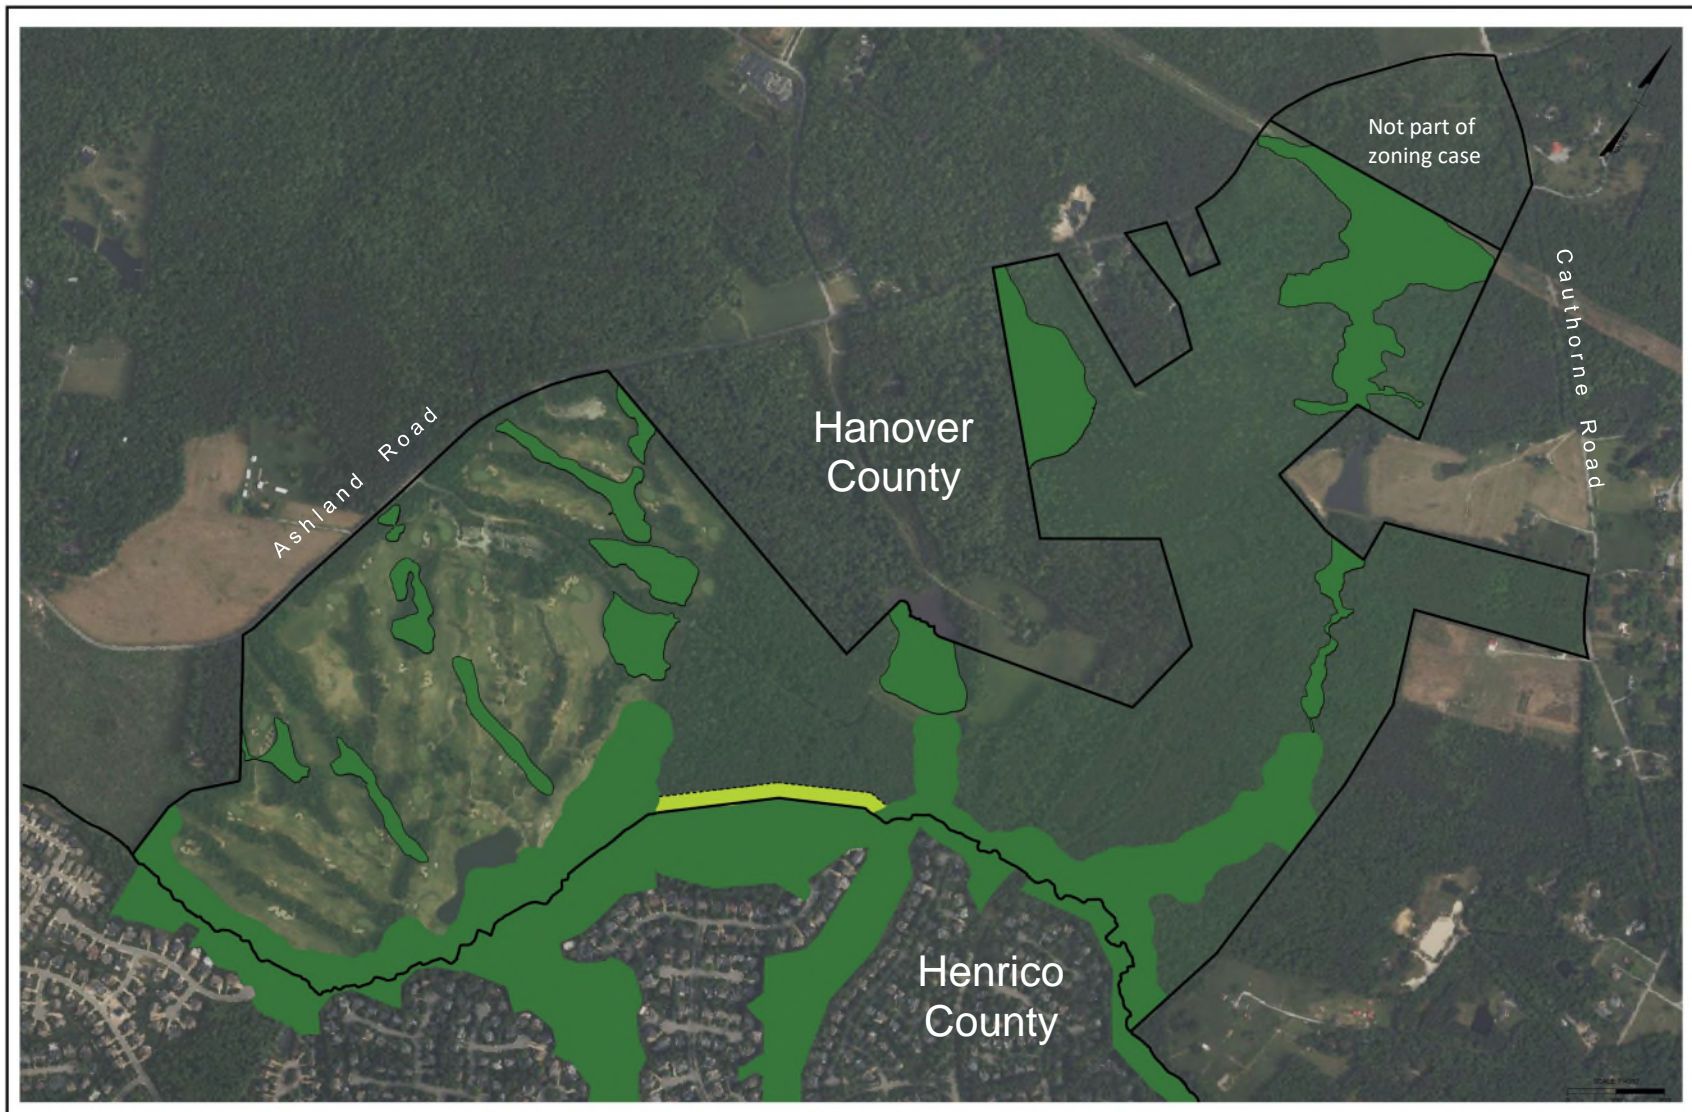 Not part of
zoning case
Cauthorne Road
Ashland Road
Hanover
County
Henrico
County